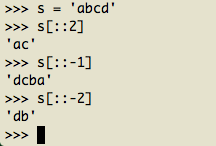 >>> s = 'abcd'
>>> s[::2]
'ac'
>>> s[::-1]
'dcba'
>>> s[::-2]
'db'
>>>